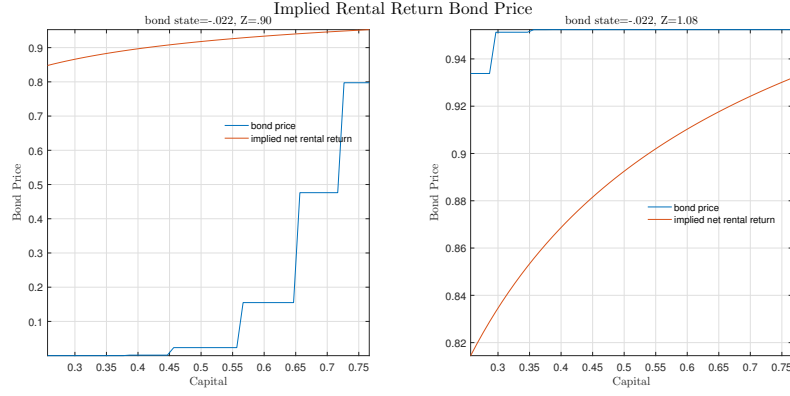 Implied Rental Return Bond Price
bond state=-.022, Z=.90
0.9
0.8
0.7
0.6
0.5
0.4
0.3
0.2
0.1
Bond Price
bond price
implied net rental return
0.3 0.35 0.4 0.45 0.5 0.55 0.6 0.65 0.7 0.75
Capital
bond state=-.022, Z=1.08
0.94
0.92
0.9
0.88
0.86
0.84
0.82
Bond Price
bond price
implied net rental return
0.3 0.35 0.4 0.45 0.5 0.55 0.6 0.65 0.7 0.75
Capital